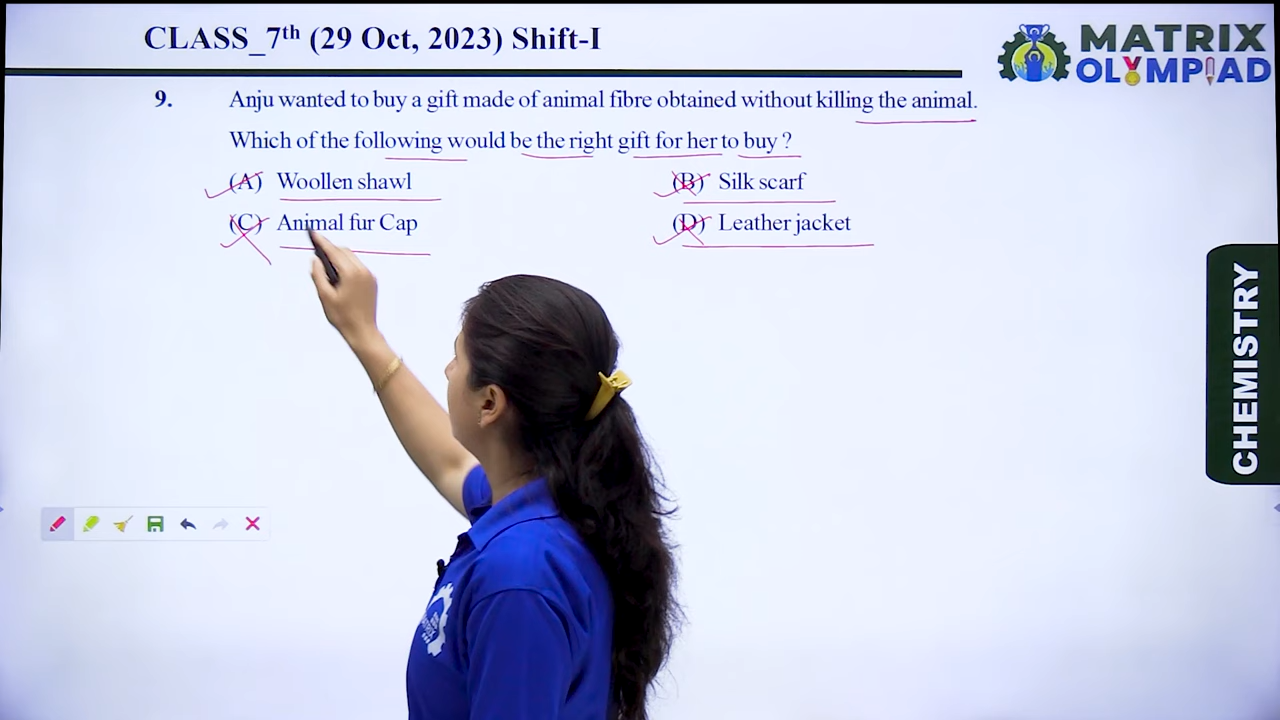 CLASS_7th (29 Oct, 2023) Shift-I
MATRIX
OLYMPIAD
9. Anju wanted to buy a gift made of animal fibre obtained without killing the animal.
Which of the following would be the right gift for her to buy ?
(A) Woollen shawl (B) Silk scarf
(C) Animal fur Cap (D) Leather jacket
CHEMISTRY